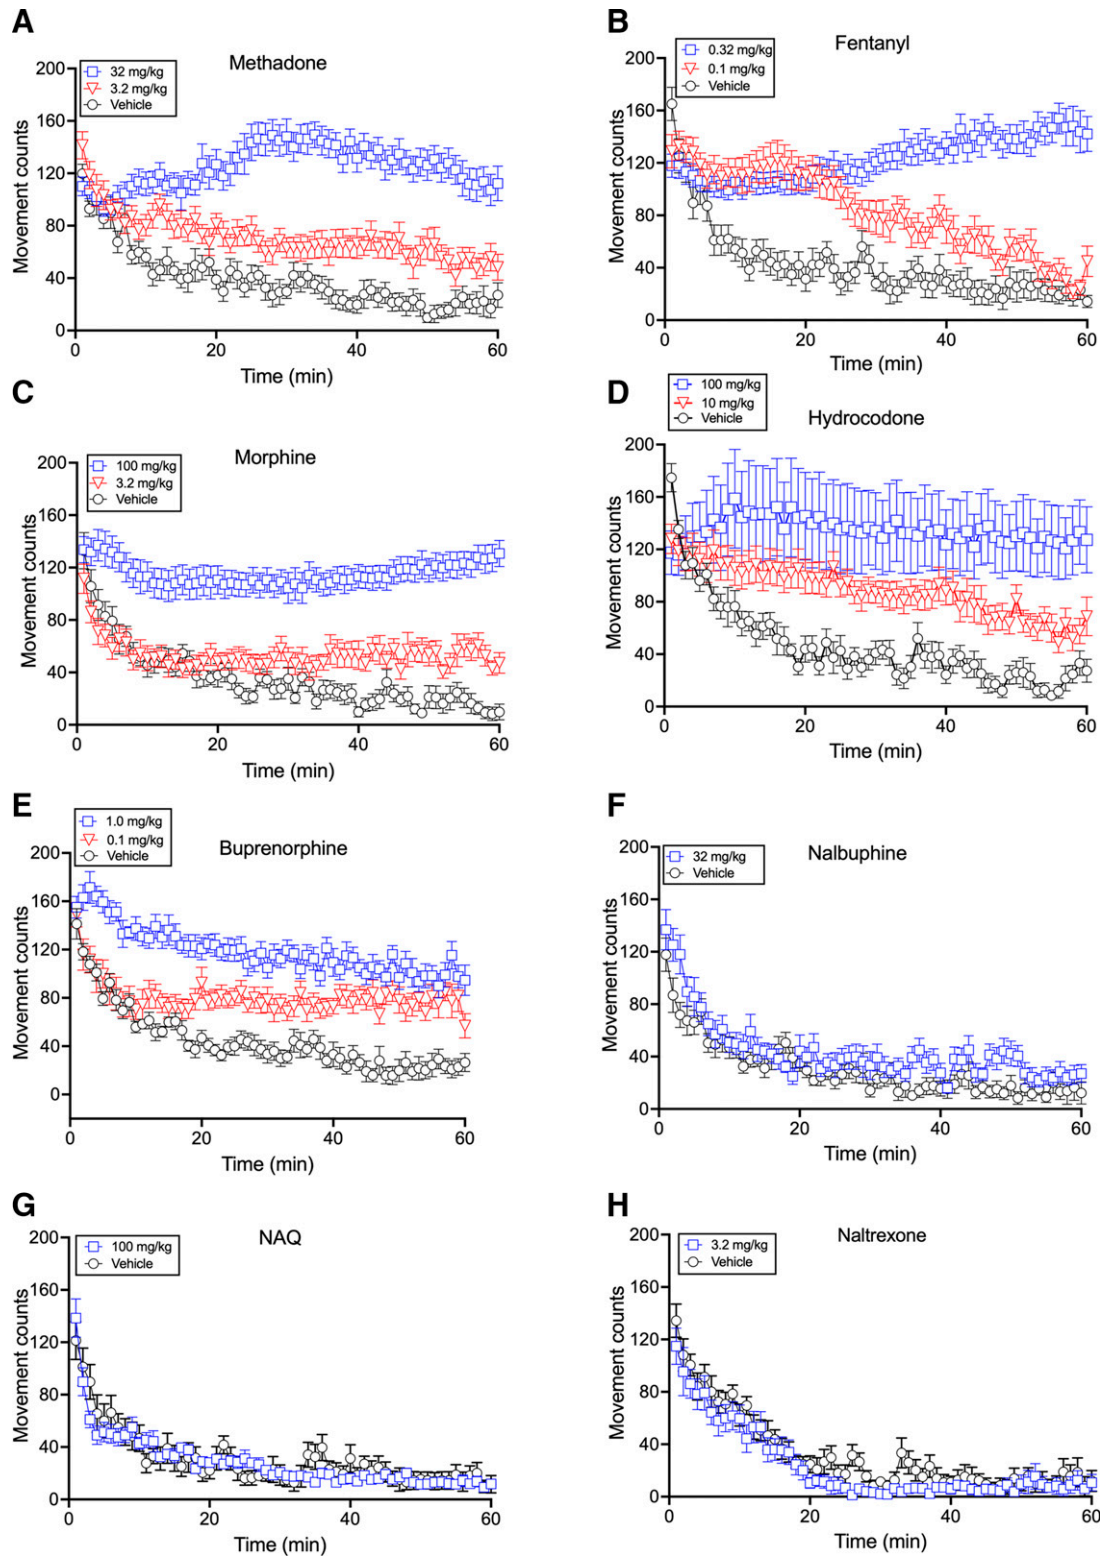 A
Methadone
32 mg/kg
3.2 mg/kg
Vehicle
Movement counts
200
160
120
80
40
0
0 20 40 60
Time (min)
B
Fentanyl
0.32 mg/kg
0.1 mg/kg
Vehicle
Movement counts
200
160
120
80
40
0
0 20 40 60
Time (min)
C
Morphine
100 mg/kg
3.2 mg/kg
Vehicle
Movement counts
200
160
120
80
40
0
0 20 40 60
Time (min)
D
Hydrocodone
100 mg/kg
10 mg/kg
Vehicle
Movement counts
200
160
120
80
40
0
0 20 40 60
Time (min)
E
Buprenorphine
1.0 mg/kg
0.1 mg/kg
Vehicle
Movement counts
200
160
120
80
40
0
0 20 40 60
Time (min)
F
Nalbuphine
32 mg/kg
Vehicle
Movement counts
200
160
120
80
40
0
0 20 40 60
Time (min)
G
NAQ
100 mg/kg
Vehicle
Movement counts
200
160
120
80
40
0
0 20 40 60
Time (min)
H
Naltrexone
3.2 mg/kg
Vehicle
Movement counts
200
160
120
80
40
0
0 20 40 60
Time (min)